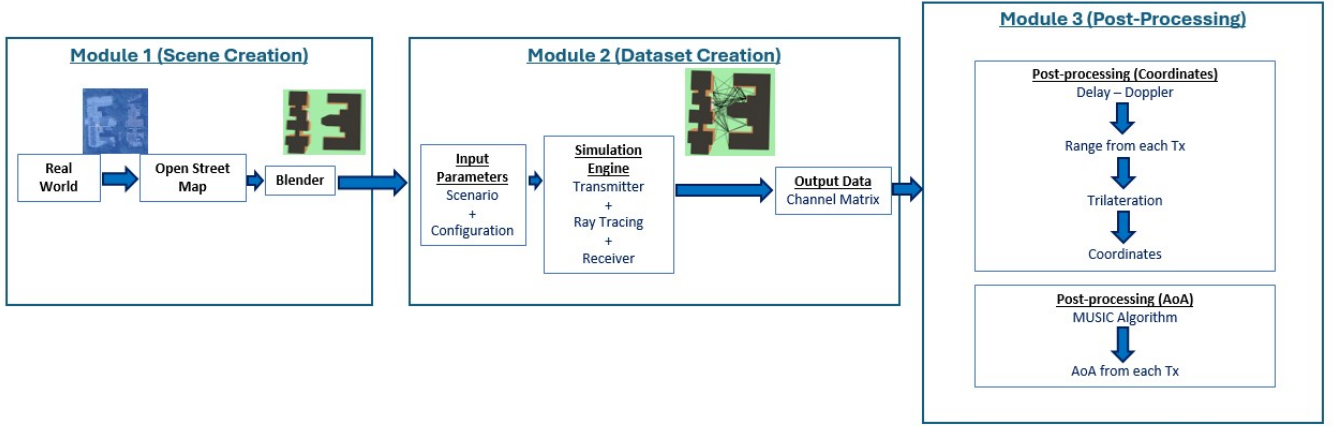 Module 1 (Scene Creation)
Real
World
Open Street
Map
Blender
Module 2 (Dataset Creation)
Input
Parameters
Scenario
+
Configuration
Simulation
Engine
Transmitter
+
Ray Tracing
+
Receiver
Output Data
Channel Matrix
Module 3 (Post-Processing)
Post-processing (Coordinates)
Delay – Doppler
Range from each Tx
Trilateration
Coordinates
Post-processing (AoA)
MUSIC Algorithm
AoA from each Tx